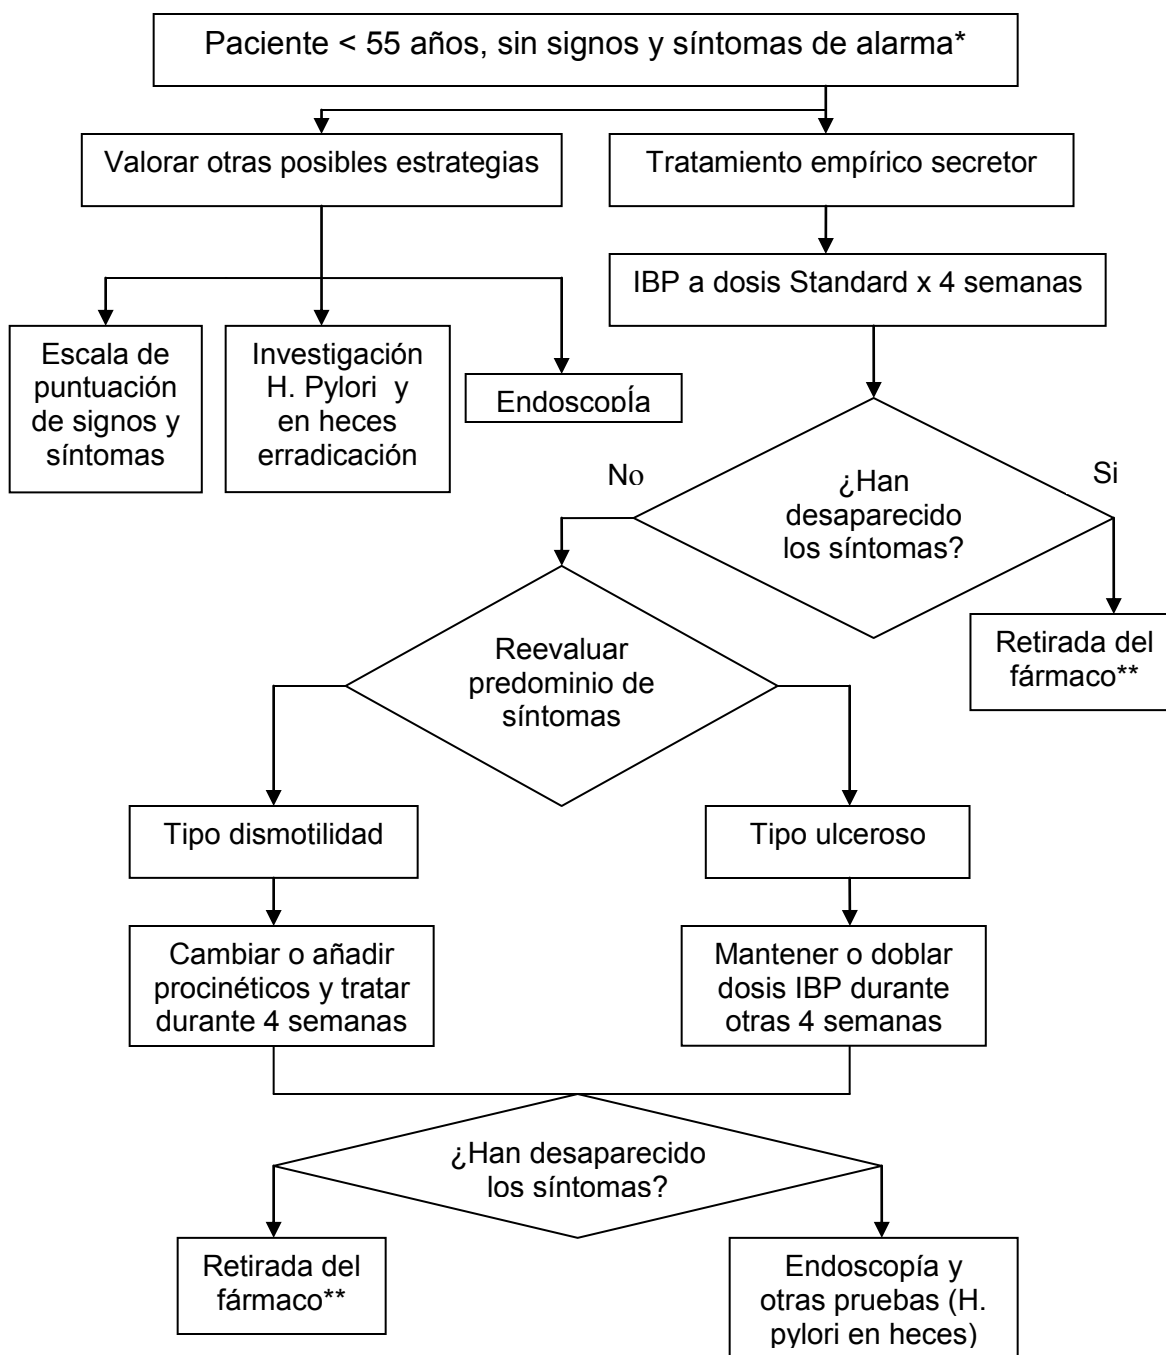 Paciente < 55 años, sin signos y síntomas de alarma*
Valorar otras posibles estrategias
Tratamiento empírico secretor
IBP a dosis Standard x 4 semanas
Escala de
puntuación
de signos y
síntomas
Investigación
H. Pylori y
en heces
erradicación
EndoscopÍa
¿Han
desaparecido
los síntomas?
No
Si
Retirada del
fármaco**
Reevaluar
predominio de
síntomas
Tipo dismotilidad
Tipo ulceroso
Cambiar o añadir
procinéticos y tratar
durante 4 semanas
Mantener o doblar
dosis IBP durante
otras 4 semanas
¿Han desaparecido
los síntomas?
Retirada del
fármaco**
Endoscopía y
otras pruebas (H.
pylori en heces)